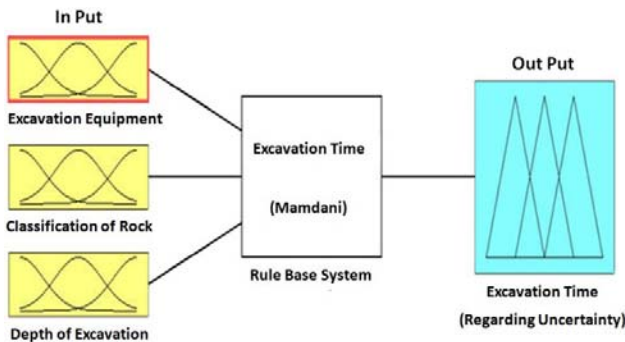 In Put
Excavation Equipment
Classification of Rock
Depth of Excavation
Excavation Time
(Mamdani)
Rule Base System
Out Put
Excavation Time
(Regarding Uncertainty)